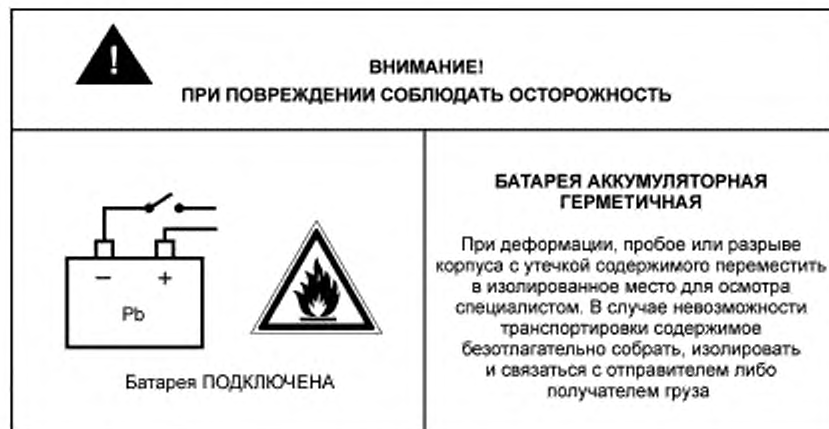 !
ВНИМАНИЕ!
ПРИ ПОВРЕЖДЕНИИ СОБЛЮДАТЬ ОСТОРОЖНОСТЬ
− +
Pb
Батарея ПОДКЛЮЧЕНА
БАТАРЕЯ АККУМУЛЯТОРНАЯ
ГЕРМЕТИЧНАЯ
При деформации, пробое или разрыве
корпуса с утечкой содержимого переместить
в изолированное место для осмотра
специалистом. В случае невозможности
транспортировки содержимое
безотлагательно собрать, изолировать
и связаться с отправителем либо
получателем груза